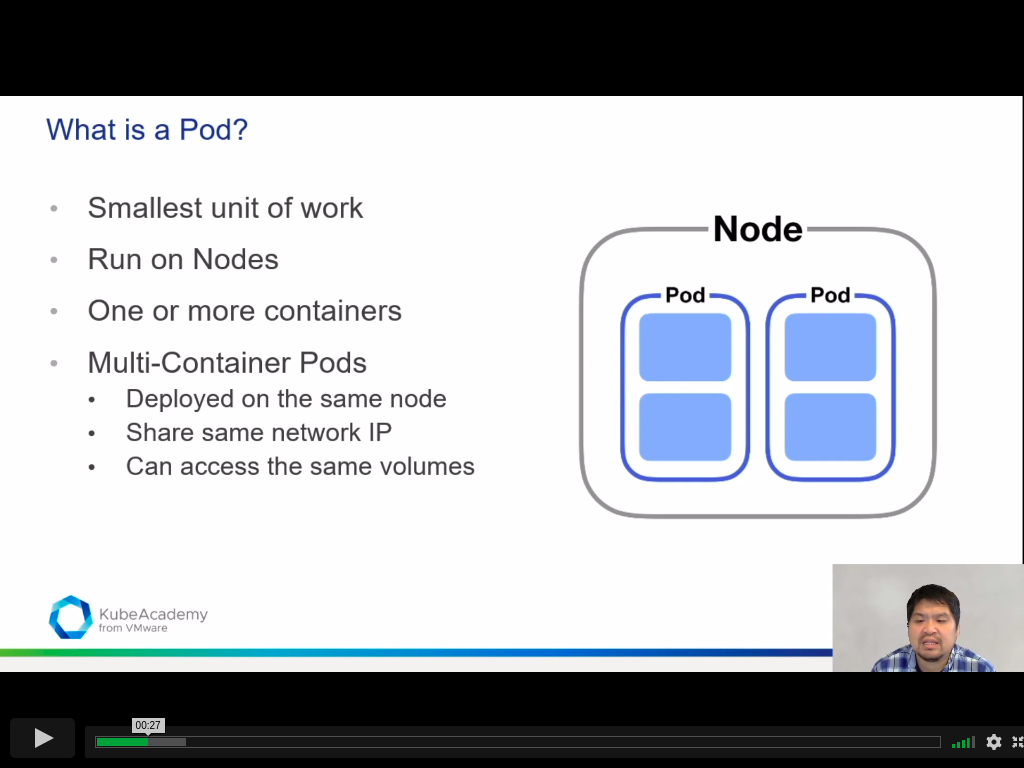 What is a Pod?
• Smallest unit of work
• Run on Nodes
• One or more containers
• Multi-Container Pods
• Deployed on the same node
• Share same network IP
• Can access the same volumes
Node
Pod Pod
KubeAcademy
from VMware
00:27